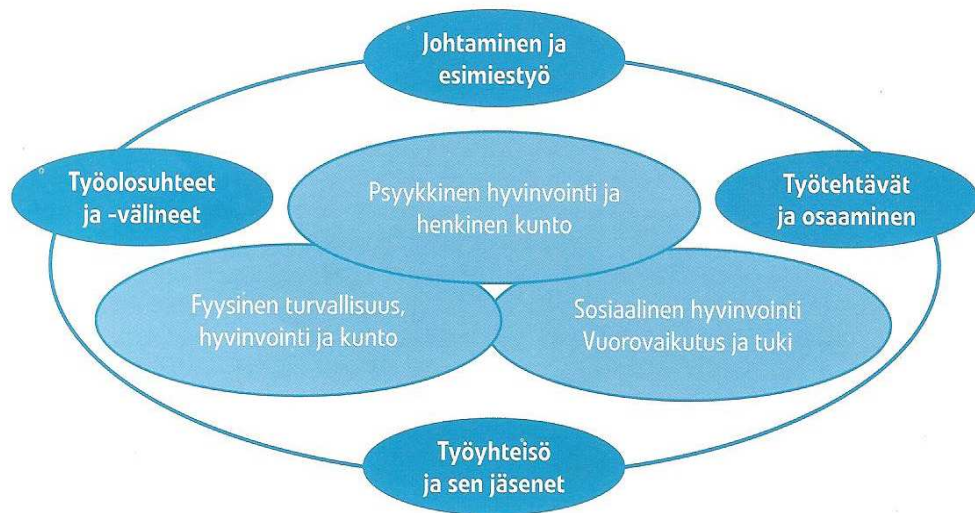 Johtaminen ja
esimiestyö
Työolosuhteet
ja -välineet
Psyykkinen hyvinvointi ja
henkinen kunto
Työtehtävät
ja osaaminen
Fyysinen turvallisuus,
hyvinvointi ja kunto
Sosiaalinen hyvinvointi
Vuorovaikutus ja tuki
Työyhteisö
ja sen jäsenet